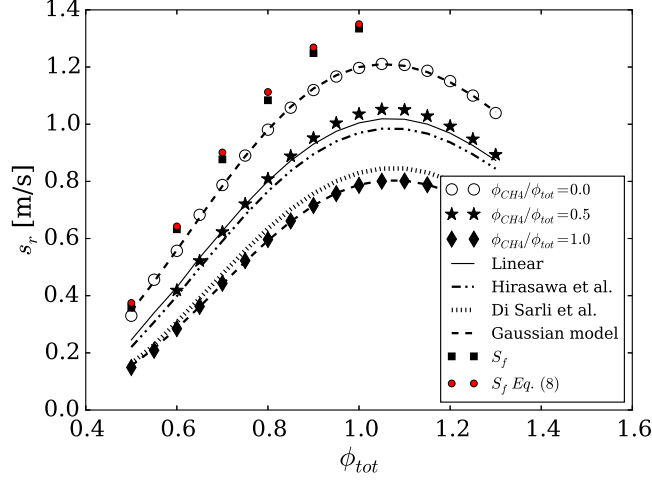 1.4
1.2
1.0
0.8
0.6
0.4
0.2
0.0
s_r [m/s]
ϕ_CH4/ϕ_tot=0.0
ϕ_CH4/ϕ_tot=0.5
ϕ_CH4/ϕ_tot=1.0
Linear
Hirasawa et al.
Di Sarli et al.
Gaussian model
S_f
S_f Eq. (8)
0.4 0.6 0.8 1.0 1.2 1.4 1.6
ϕ_tot